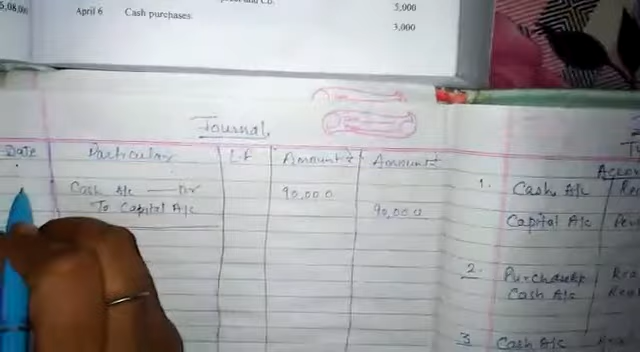 5,000
April 6 Cash purchases 3,000
Journal
Date Particulars L.F Amount Amount
Cash A/c —— Dr 90,000
To Capital A/c 90,000
1. Cash A/c
Capital A/c
2. Purchases
Cash A/c
3 Cash A/c